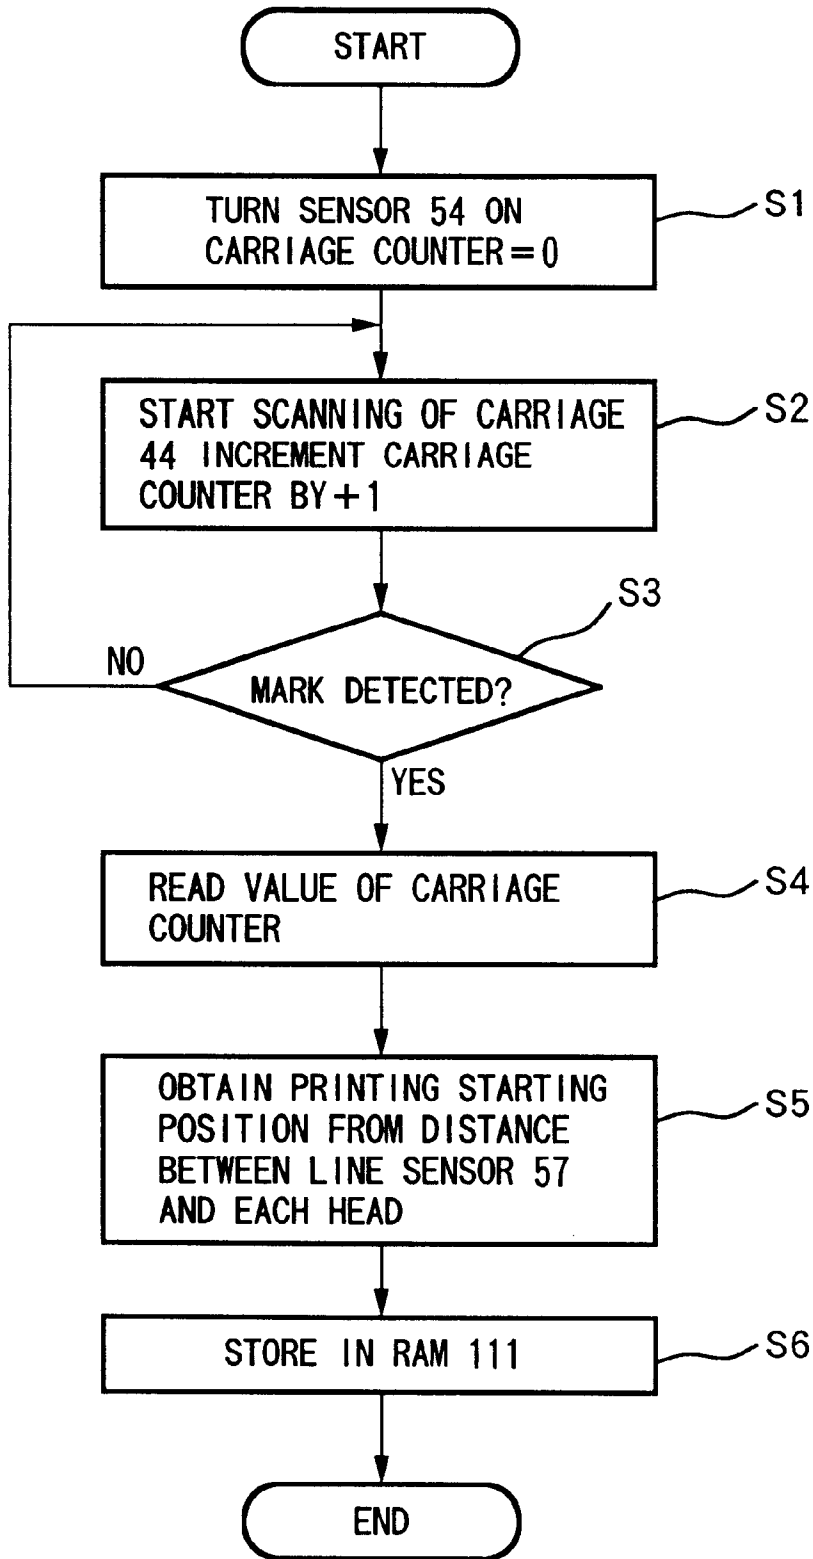 START
TURN SENSOR 54 ON
CARRIAGE COUNTER=0
S1
START SCANNING OF CARRIAGE
44 INCREMENT CARRIAGE
COUNTER BY+1
S2
S3
NO
MARK DETECTED?
YES
READ VALUE OF CARRIAGE
COUNTER
S4
OBTAIN PRINTING STARTING
POSITION FROM DISTANCE
BETWEEN LINE SENSOR 57
AND EACH HEAD
S5
STORE IN RAM 111
S6
END